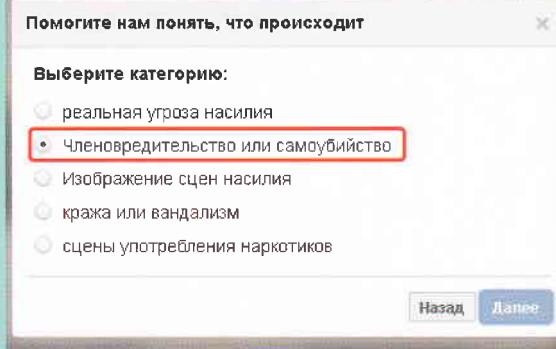 Помогите нам понять, что происходит
Выберите категорию:
реальная угроза насилия
Членовредительство или самоубийство
Изображение сцен насилия
кража или вандализм
сцены употребления наркотиков
Назад Далее